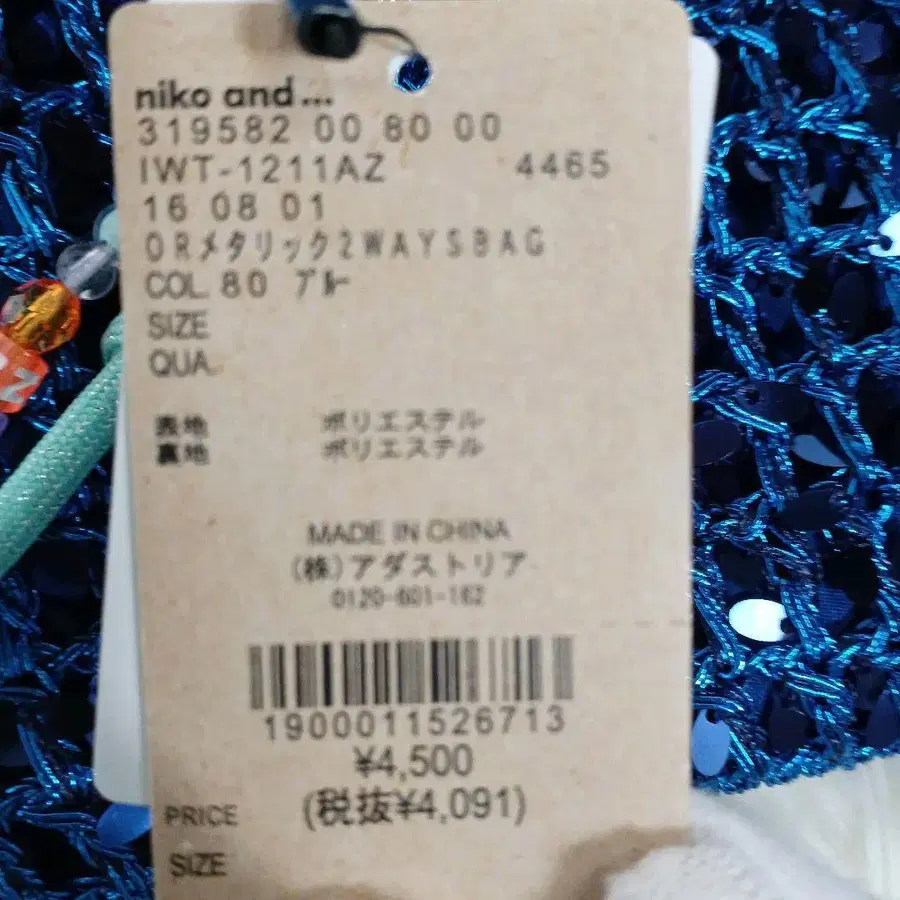 niko and...
319582 00 80 00
IWT-1211AZ 4465
16 08 01
ORメタリック2WAYSBAG
COL. 80 ブルー
SIZE
QUA.
表地 ポリエステル
裏地 ポリエステル
MADE IN CHINA
(株)アダストリア
0120-601-162
1900011526713
¥4,500
PRICE (税抜¥4,091)
SIZE
Z